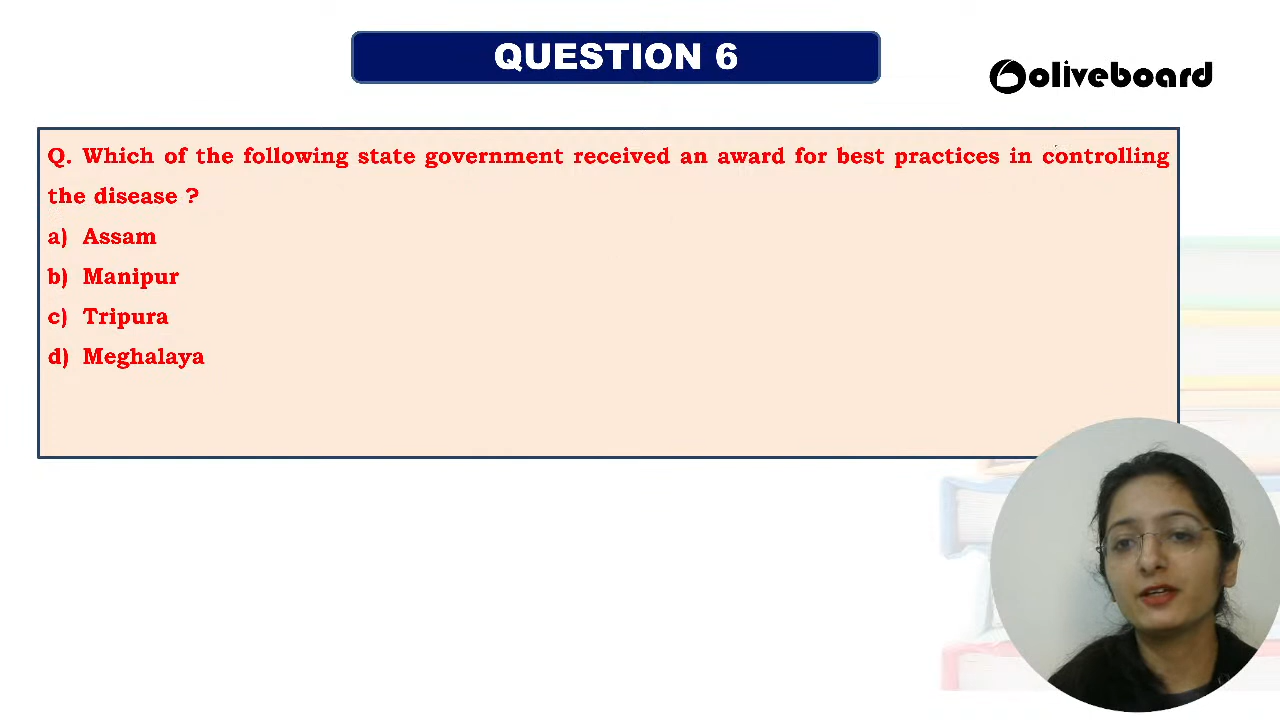 QUESTION 6
oliveboard
Q. Which of the following state government received an award for best practices in controlling
the disease ?
a) Assam
b) Manipur
c) Tripura
d) Meghalaya